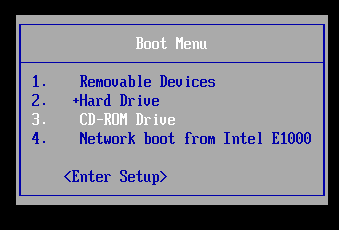 Boot Menu
1. Removable Devices
2. +Hard Drive
3. CD-ROM Drive
4. Network boot from Intel E1000
<Enter Setup>